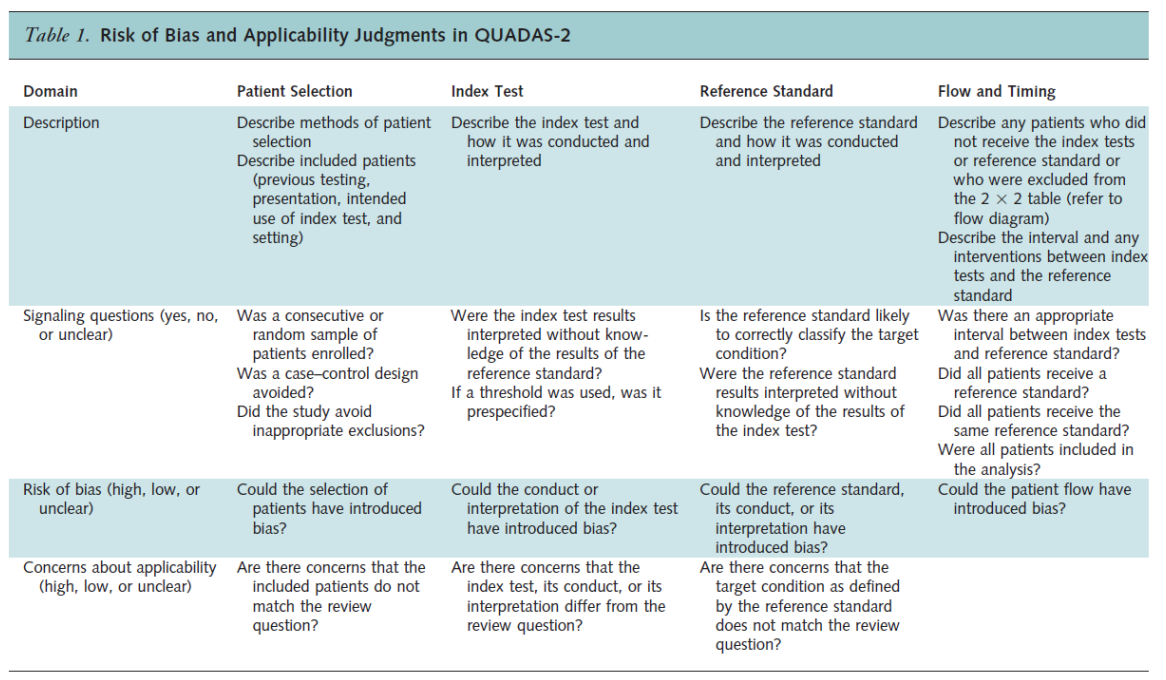 Table 1. Risk of Bias and Applicability Judgments in QUADAS-2
Domain
Patient Selection
Index Test
Reference Standard
Flow and Timing
Description
Describe methods of patient
selection
Describe included patients
(previous testing,
presentation, intended
use of index test, and
setting)
Describe the index test and
how it was conducted and
interpreted
Describe the reference standard
and how it was conducted
and interpreted
Describe any patients who did
not receive the index tests
or reference standard or
who were excluded from
the 2 × 2 table (refer to
flow diagram)
Describe the interval and any
interventions between index
tests and the reference
standard
Signaling questions (yes, no,
or unclear)
Was a consecutive or
random sample of
patients enrolled?
Was a case–control design
avoided?
Did the study avoid
inappropriate exclusions?
Were the index test results
interpreted without know-
ledge of the results of the
reference standard?
If a threshold was used, was it
prespecified?
Is the reference standard likely
to correctly classify the target
condition?
Were the reference standard
results interpreted without
knowledge of the results of
the index test?
Was there an appropriate
interval between index tests
and reference standard?
Did all patients receive a
reference standard?
Did all patients receive the
same reference standard?
Were all patients included in
the analysis?
Risk of bias (high, low, or
unclear)
Could the selection of
patients have introduced
bias?
Could the conduct or
interpretation of the index test
have introduced bias?
Could the reference standard,
its conduct, or its
interpretation have
introduced bias?
Could the patient flow have
introduced bias?
Concerns about applicability
(high, low, or unclear)
Are there concerns that the
included patients do not
match the review
question?
Are there concerns that the
index test, its conduct, or its
interpretation differ from the
review question?
Are there concerns that the
target condition as defined
by the reference standard
does not match the review
question?